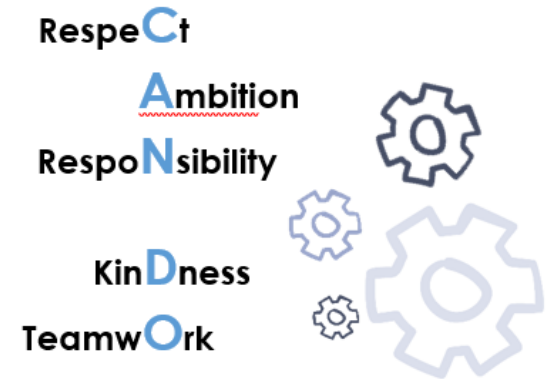 RespeCt
Ambition
RespoNsibility
KinDness
TeamwOrk